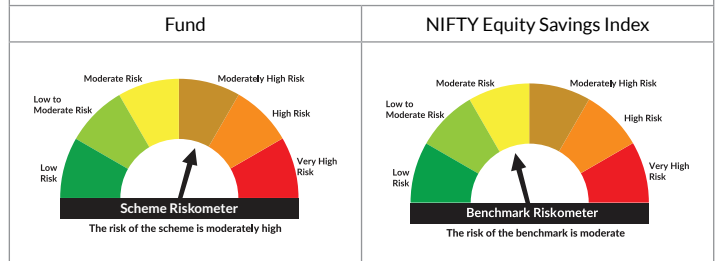 Fund
NIFTY Equity Savings Index
Moderate Risk
Moderately High Risk
Low to
Moderate Risk
High Risk
Low
Risk
Very High
Risk
Scheme Riskometer
The risk of the scheme is moderately high
Moderate Risk
Moderately High Risk
Low to
Moderate Risk
High Risk
Low
Risk
Very High
Risk
Benchmark Riskometer
The risk of the benchmark is moderate